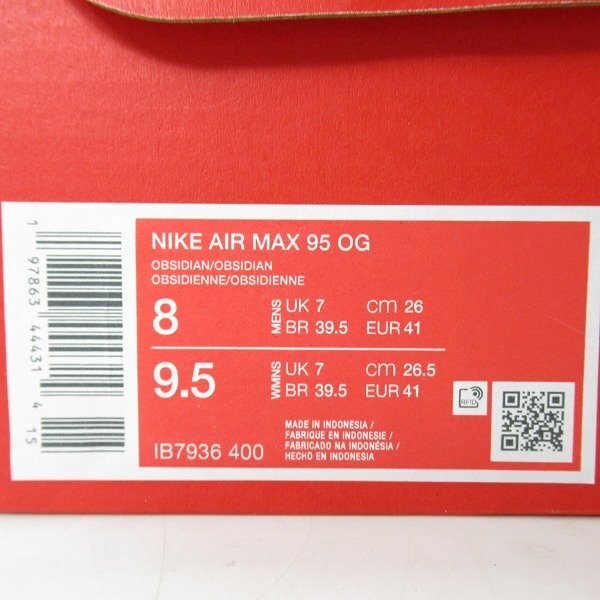 NIKE AIR MAX 95 OG
OBSIDIAN/OBSIDIAN
OBSIDIENNE/OBSIDIENNE
8 MENS UK 7 cm 26
BR 39.5 EUR 41
9.5 WMNS UK 7 cm 26.5
BR 39.5 EUR 41
RFID
IB7936 400
MADE IN INDONESIA /
FABRIQUE EN INDONESIE /
FABRICADO NA INDONÉSIA /
HECHO EN INDONESIA
1 97863 44431 4 15